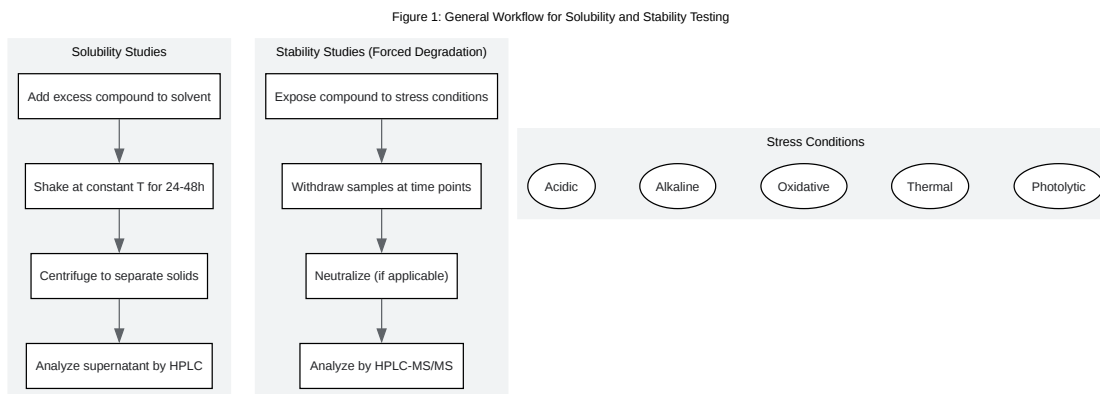 Figure 1: General Workflow for Solubility and Stability Testing
Solubility Studies
Add excess compound to solvent
Shake at constant T for 24-48h
Centrifuge to separate solids
Analyze supernatant by HPLC
Stability Studies (Forced Degradation)
Expose compound to stress conditions
Withdraw samples at time points
Neutralize (if applicable)
Analyze by HPLC-MS/MS
Stress Conditions
Acidic
Alkaline
Oxidative
Thermal
Photolytic